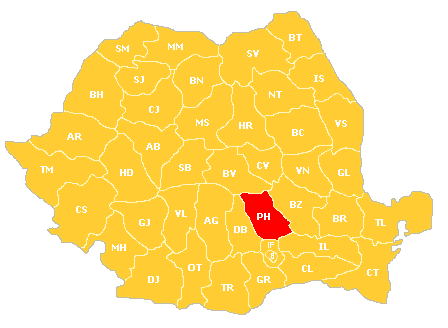 BT
SM
MM
SV
SJ
BN
IS
BH
CJ
NT
MS
HR
VS
AR
BC
AB
TM
HD
SB
BV
CV
VN
GL
CS
GJ
VL
AG
DB
PH
BZ
BR
TL
MH
IF
IL
DJ
OT
TR
GR
CL
CT